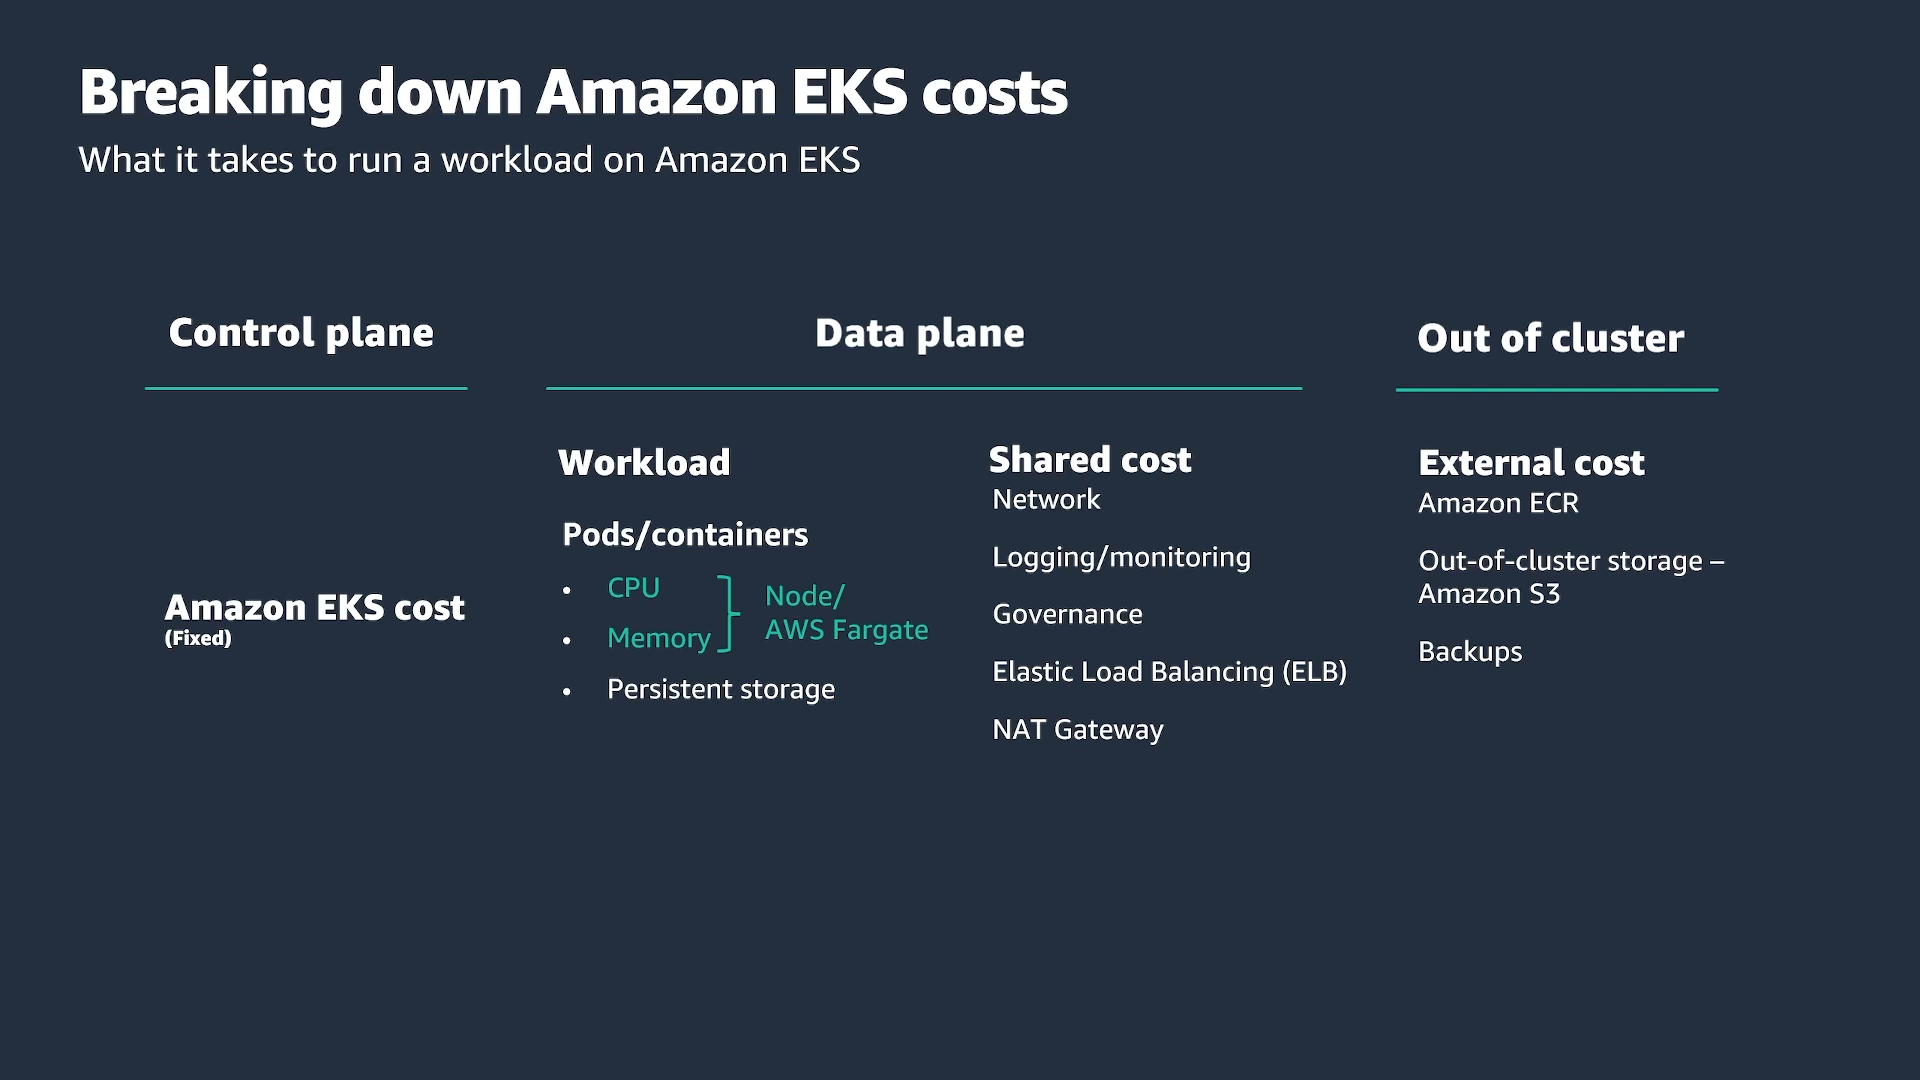 Breaking down Amazon EKS costs
What it takes to run a workload on Amazon EKS
Control plane
Amazon EKS cost
(Fixed)
Data plane
Workload
Pods/containers
• CPU
• Memory
Node/
AWS Fargate
• Persistent storage
Shared cost
Network
Logging/monitoring
Governance
Elastic Load Balancing (ELB)
NAT Gateway
Out of cluster
External cost
Amazon ECR
Out-of-cluster storage –
Amazon S3
Backups